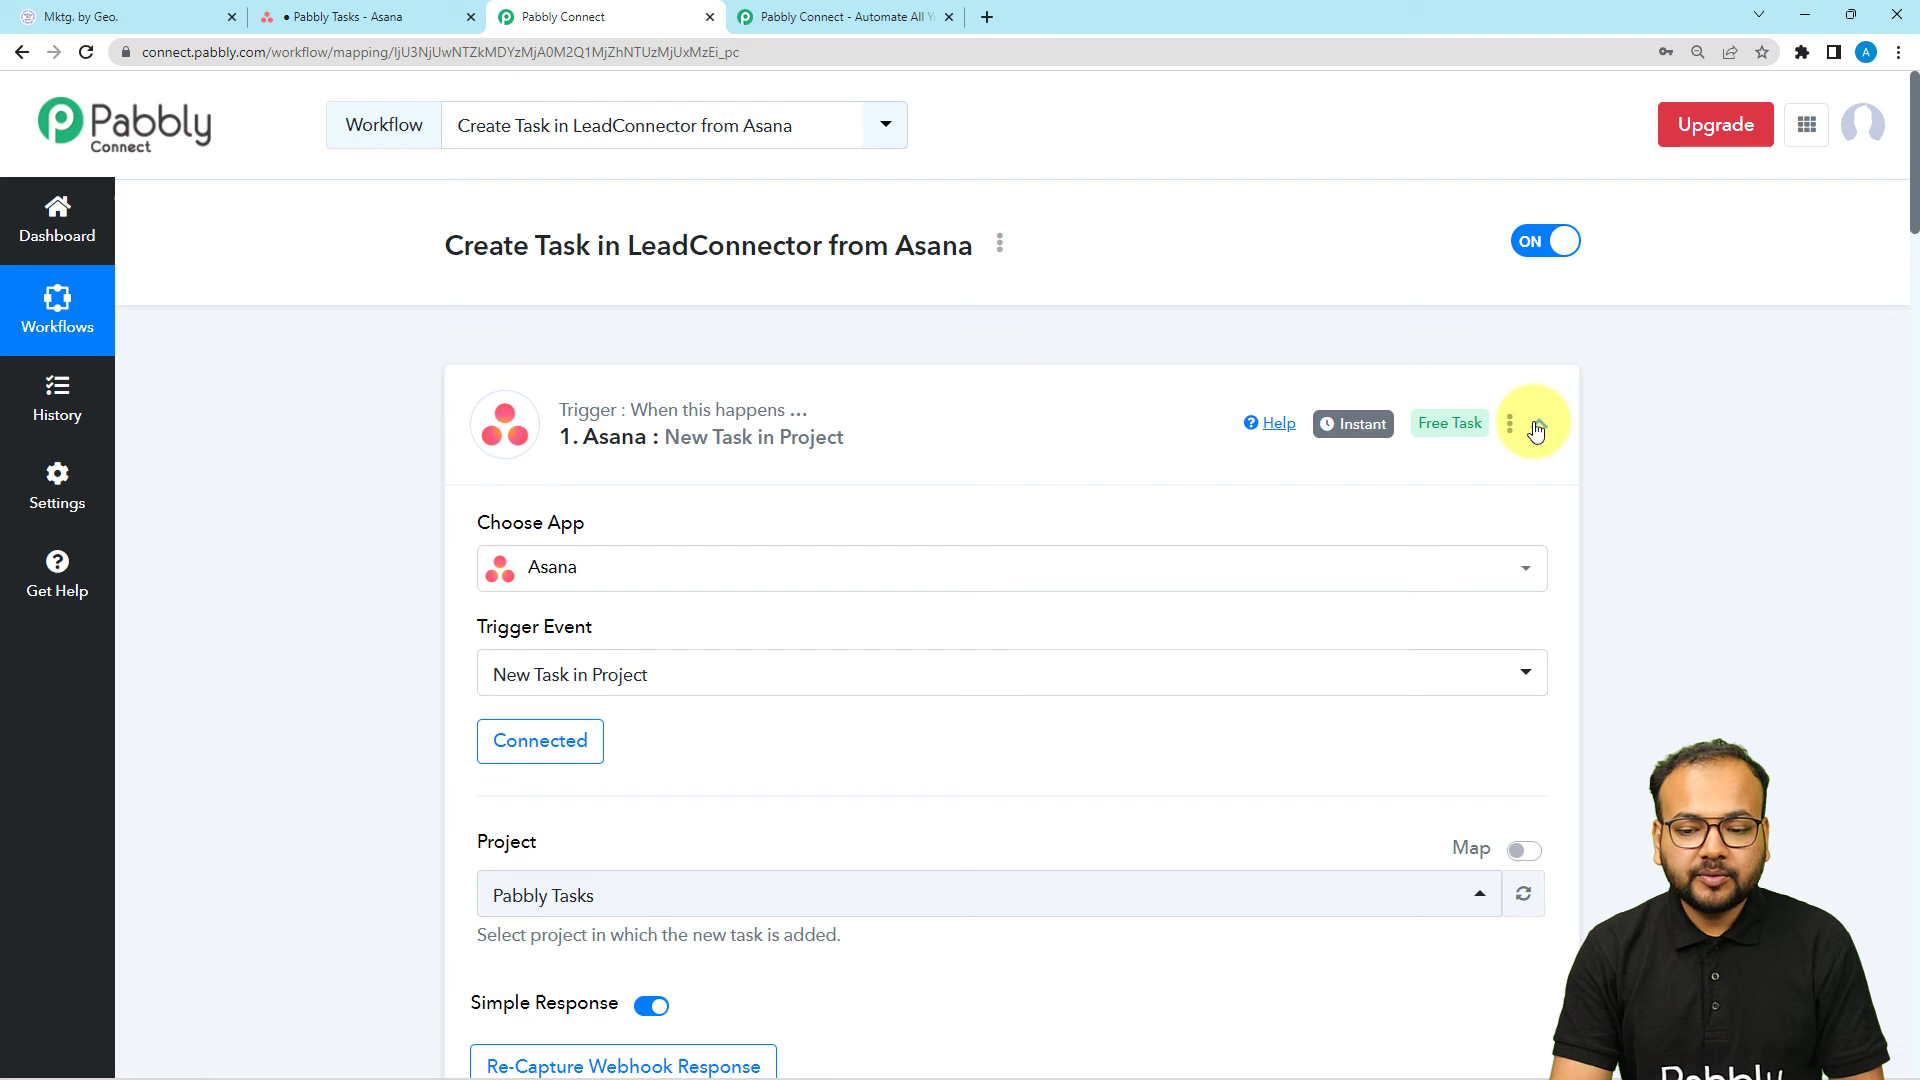 Mktg. by Geo.
● Pabbly Tasks - Asana
Pabbly Connect
Pabbly Connect - Automate All Y
connect.pabbly.com/workflow/mapping/IjU3NjUwNTZkMDYzMjA0M2Q1MjZhNTUzMjUxMzEi_pc
A
Pabbly
Connect
Workflow
Create Task in LeadConnector from Asana
Upgrade
Dashboard
Workflows
History
Settings
Get Help
Create Task in LeadConnector from Asana
ON
Trigger : When this happens ...
1. Asana : New Task in Project
Help
Instant
Free Task
Choose App
Asana
Trigger Event
New Task in Project
Connected
Project
Map
Pabbly Tasks
Select project in which the new task is added.
Simple Response
Re-Capture Webhook Response
Pabbly